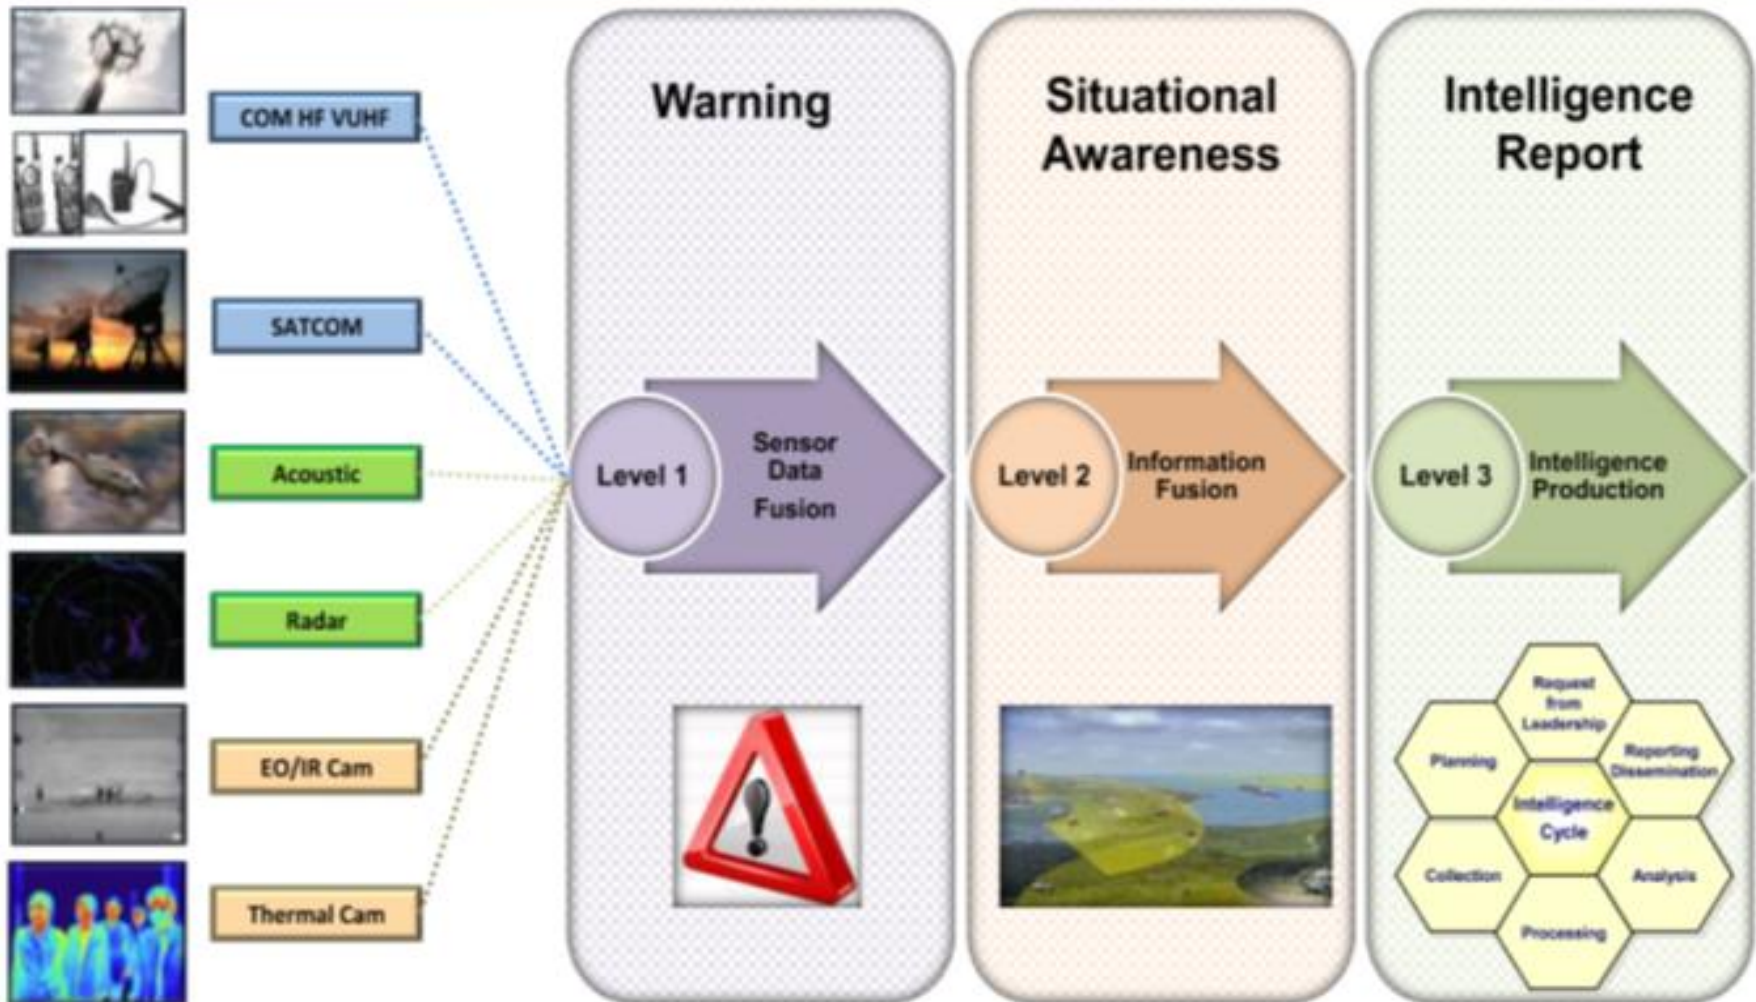 COM HF VUHF
SATCOM
Acoustic
Radar
EO/IR Cam
Thermal Cam
Warning
Level 1
Sensor
Data
Fusion
Situational
Awareness
Level 2
Information
Fusion
Intelligence
Report
Level 3
Intelligence
Production
Request
from
Leadership
Planning
Reporting
Dissemination
Intelligence
Cycle
Collection
Analysis
Processing